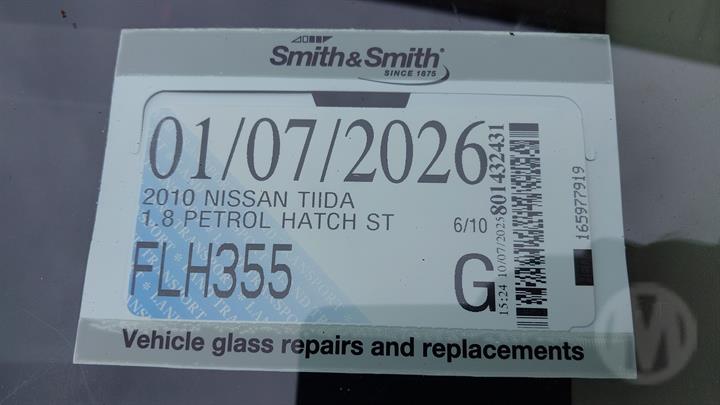 Smith&Smith®
SINCE 1875
01/07/2026
2010 NISSAN TIIDA
1.8 PETROL HATCH ST
6/10
FLH355
G
15:24 10/07/2025 801432431
165977919
TRANSPORT
Vehicle glass repairs and replacements
M